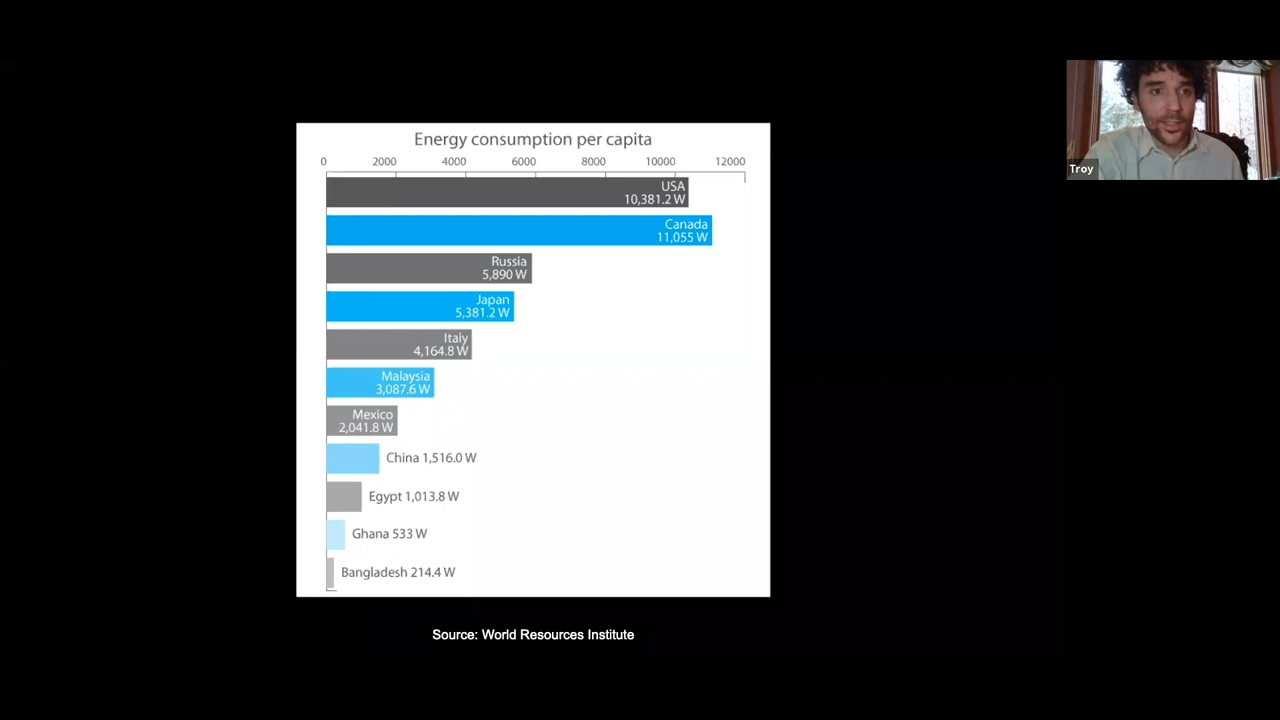 Energy consumption per capita
0 2000 4000 6000 8000 10000 12000
USA
10,381.2 W
Canada
11,055 W
Russia
5,890 W
Japan
5,381.2 W
Italy
4,164.8 W
Malaysia
3,087.6 W
Mexico
2,041.8 W
China 1,516.0 W
Egypt 1,013.8 W
Ghana 533 W
Bangladesh 214.4 W
Source: World Resources Institute
Troy